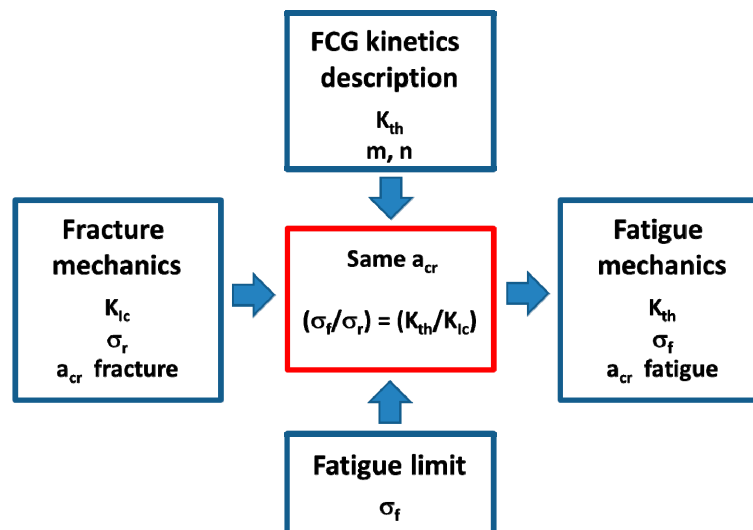 FCG kinetics
description
Kth
m, n
Fracture
mechanics
KIc
σr
acr fracture
Same acr
(σf/σr) = (Kth/KIc)
Fatigue
mechanics
Kth
σf
acr fatigue
Fatigue limit
σf